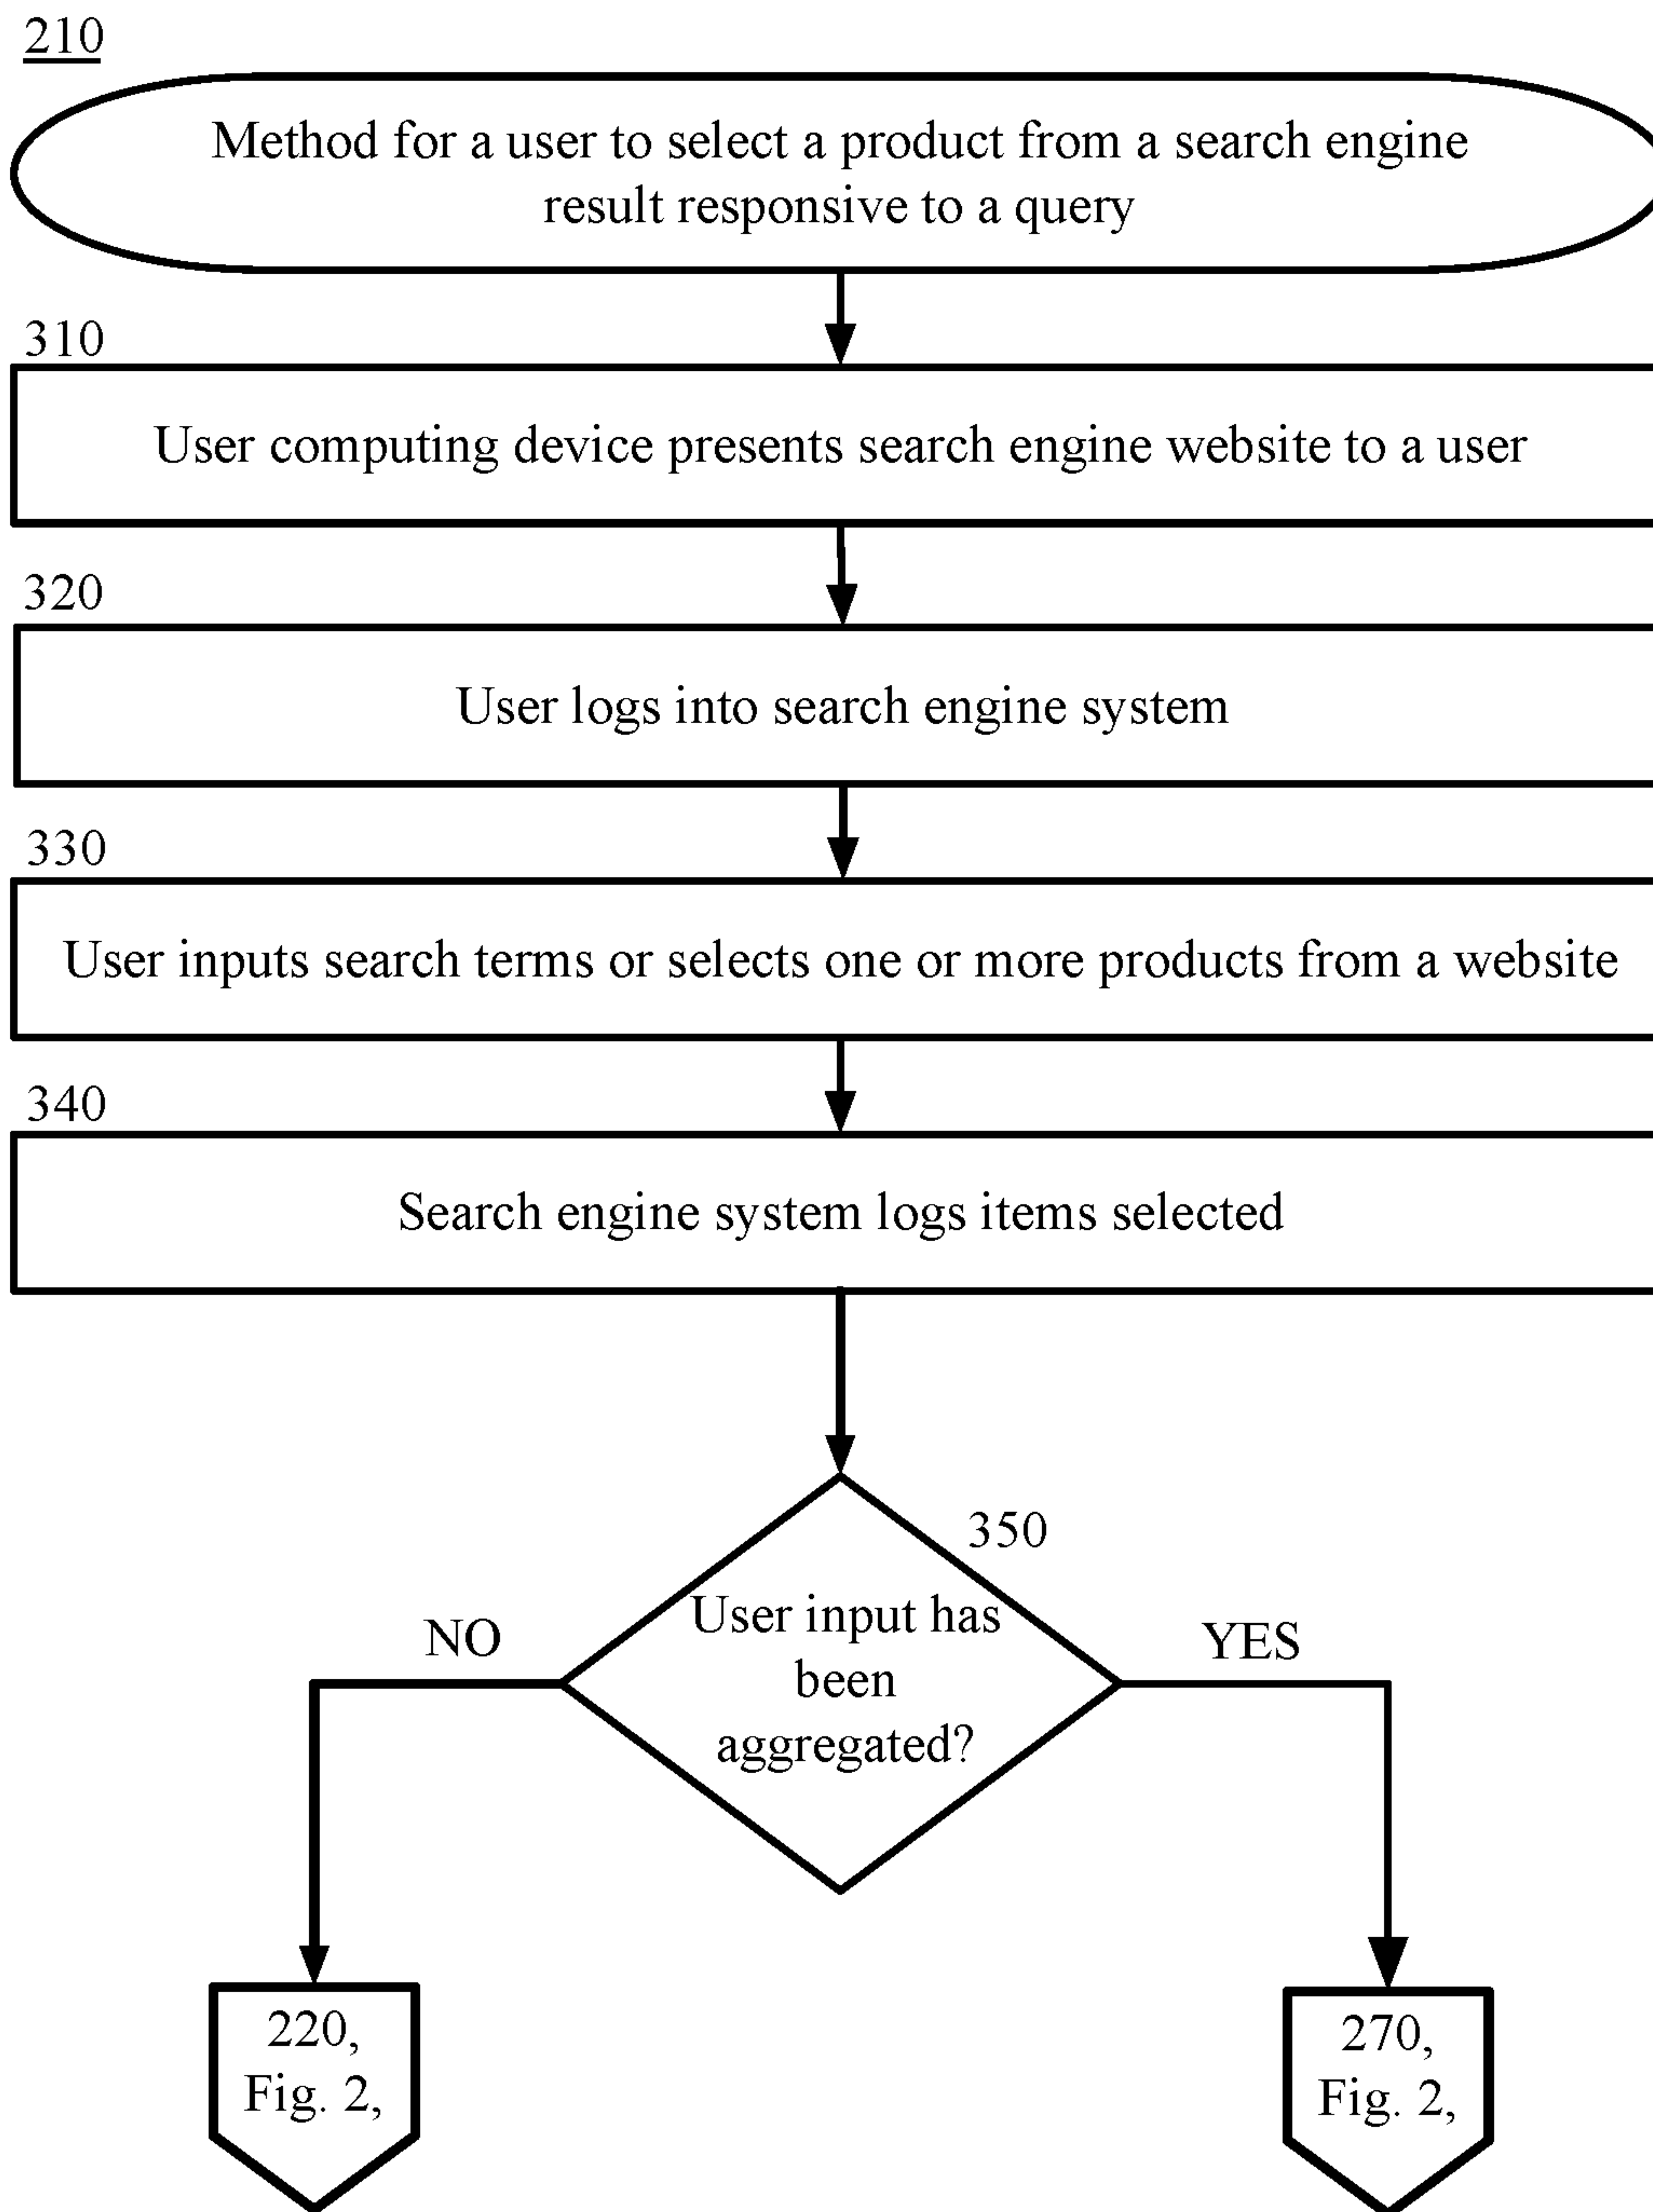 210
Method for a user to select a product from a search engine
result responsive to a query
310
User computing device presents search engine website to a user
320
User logs into search engine system
330
User inputs search terms or selects one or more products from a website
340
Search engine system logs items selected
350
User input has
been
aggregated?
NO
YES
220,
Fig. 2,
270,
Fig. 2,